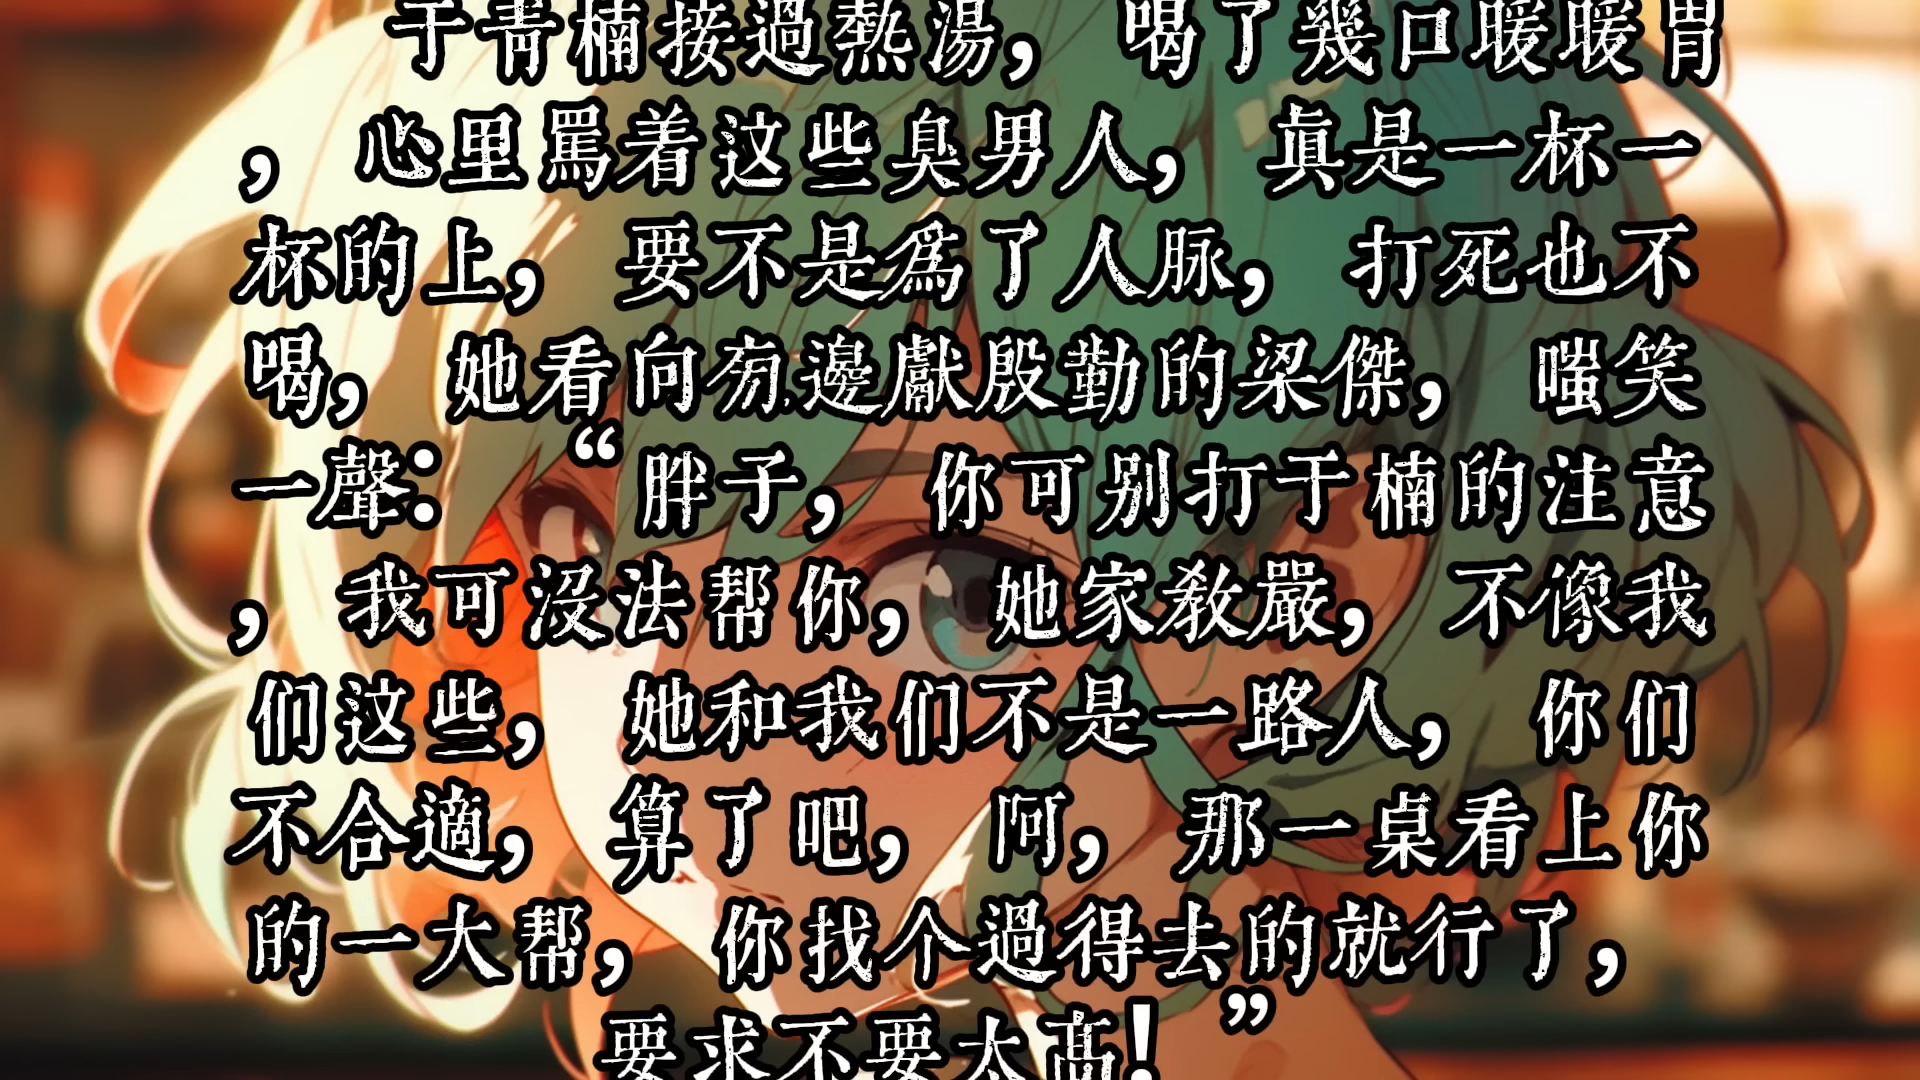 于青楠接過熱湯， 喝了幾口暖暖胃
， 心里罵着这些臭男人， 真是一杯一
杯的上， 要不是爲了人脉， 打死也不
喝， 她看向旁邊獻殷勤的梁傑， 嗤笑
一聲：“胖子， 你可别打于楠的注意
， 我可沒法帮你， 她家教嚴， 不像我
们这些， 她和我们不是一路人， 你们
不合適， 算了吧， 阿， 那一桌看上你
的一大帮， 你找个過得去的就行了，
要求不要太高！”